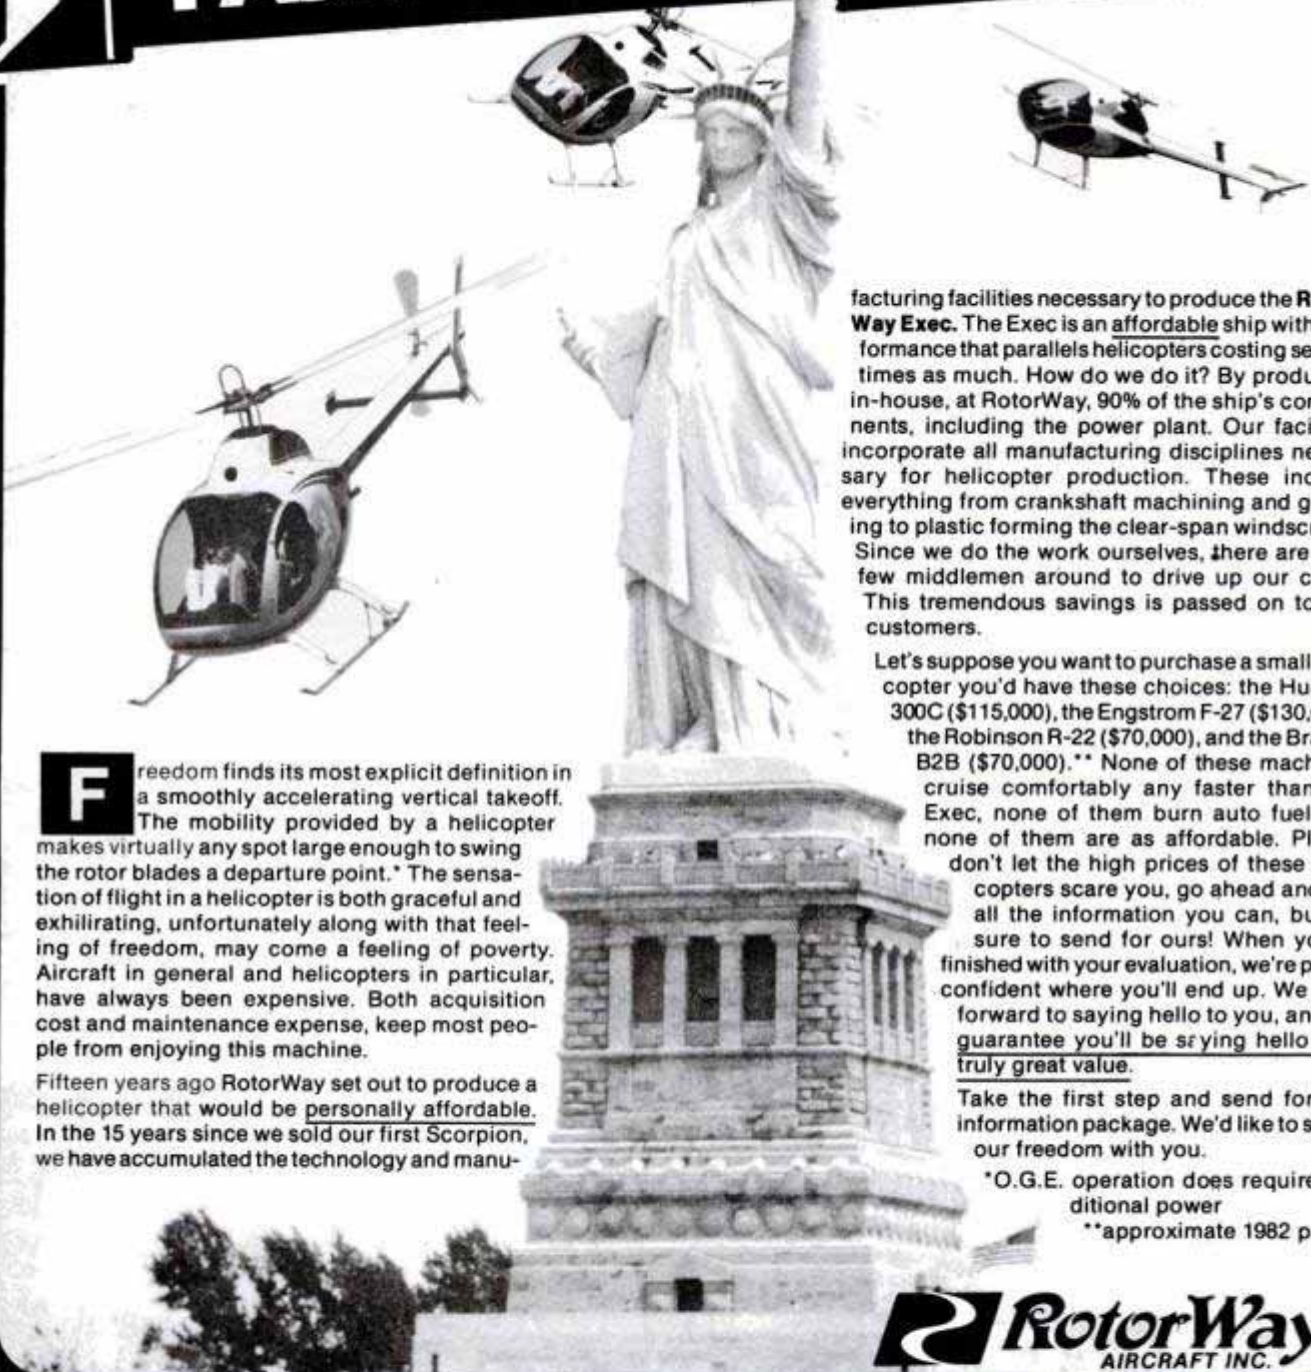 Freedom finds its most explicit definition in
a smoothly accelerating vertical takeoff.
The mobility provided by a helicopter
makes virtually any spot large enough to swing
the rotor blades a departure point.* The sensa-
tion of flight in a helicopter is both graceful and
exhilirating, unfortunately along with that feel-
ing of freedom, may come a feeling of poverty.
Aircraft in general and helicopters in particular,
have always been expensive. Both acquisition
cost and maintenance expense, keep most peo-
ple from enjoying this machine.
Fifteen years ago RotorWay set out to produce a
helicopter that would be personally affordable.
In the 15 years since we sold our first Scorpion,
we have accumulated the technology and manu-
facturing facilities necessary to produce the R
Way Exec. The Exec is an affordable ship with
formance that parallels helicopters costing se
times as much. How do we do it? By produ
in-house, at RotorWay, 90% of the ship's co
nents, including the power plant. Our faci
incorporate all manufacturing disciplines ne
sary for helicopter production. These inc
everything from crankshaft machining and g
ing to plastic forming the clear-span windsc
Since we do the work ourselves, there are
few middlemen around to drive up our c
This tremendous savings is passed on to
customers.
Let's suppose you want to purchase a small
copter you'd have these choices: the Hu
300C ($115,000), the Engstrom F-27 ($130,
the Robinson R-22 ($70,000), and the Br
B2B ($70,000).** None of these mach
cruise comfortably any faster than
Exec, none of them burn auto fuel
none of them are as affordable. Pl
don't let the high prices of these
copters scare you, go ahead and
all the information you can, bu
sure to send for ours! When yo
finished with your evaluation, we're p
confident where you'll end up. We
forward to saying hello to you, an
guarantee you'll be saying hello
truly great value.
Take the first step and send for
information package. We'd like to s
our freedom with you.
*O.G.E. operation does require
ditional power
**approximate 1982 p
RotorWay
AIRCRAFT INC.